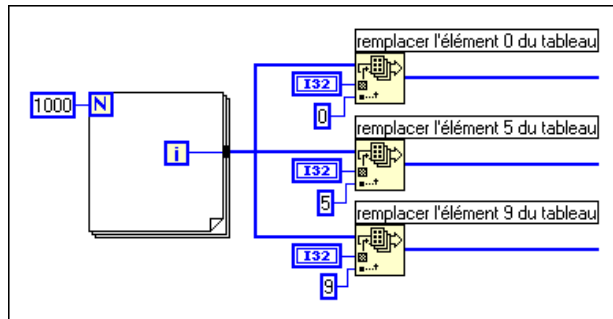 remplacer l'élément 0 du tableau
1000 N
I32
0
remplacer l'élément 5 du tableau
i
I32
5
remplacer l'élément 9 du tableau
I32
9